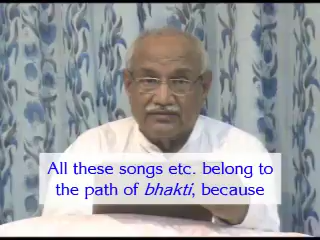 All these songs etc. belong to
the path of bhakti, because